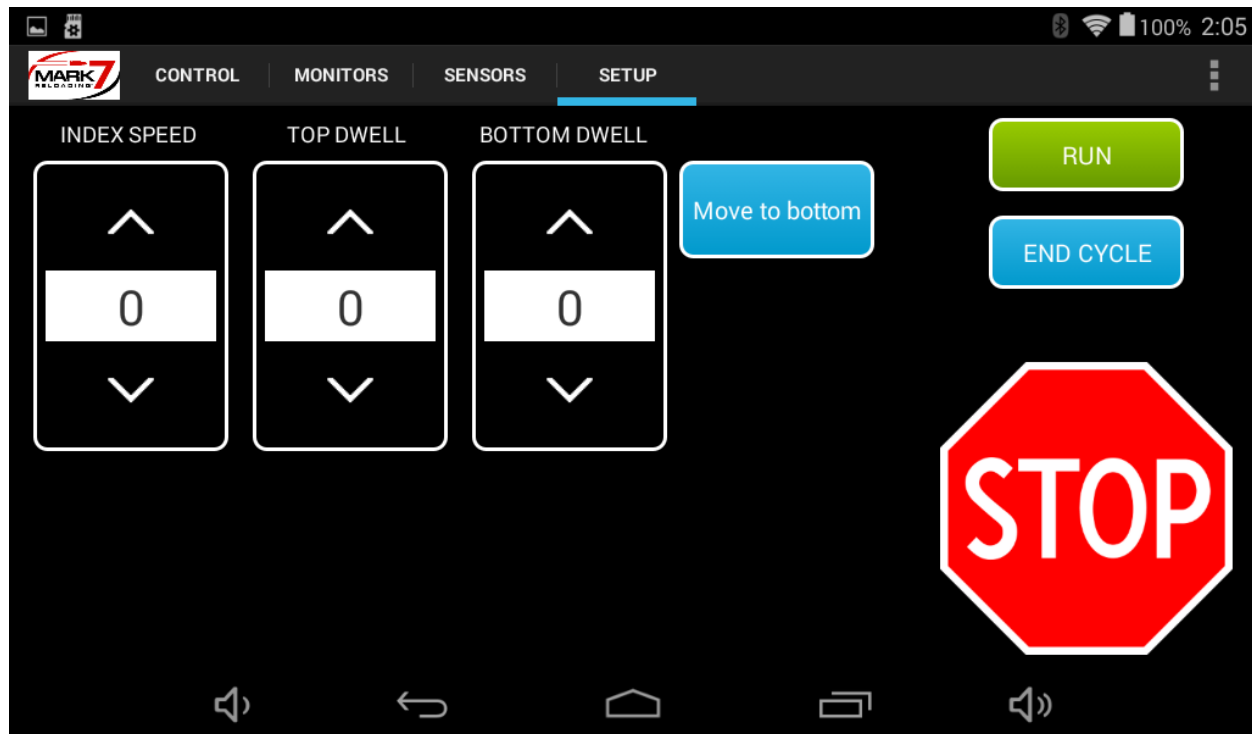 100% 2:05
MARK 7
RELOADING
CONTROL
MONITORS
SENSORS
SETUP
INDEX SPEED
TOP DWELL
BOTTOM DWELL
0
0
0
Move to bottom
RUN
END CYCLE
STOP